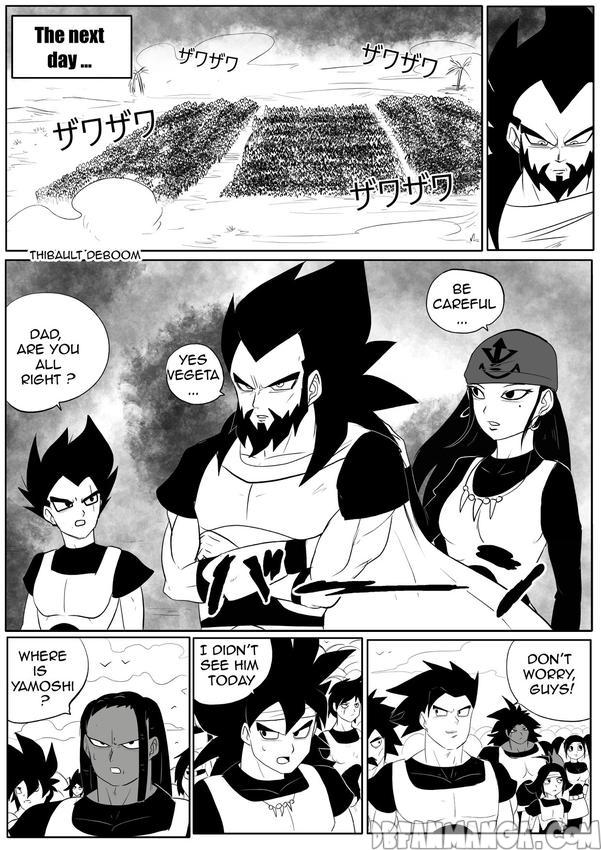 The next
day ...
ザワザワ
ザワザワ
ザワザワ
ザワザワ
THIBAULT DEBOOM
DAD,
ARE YOU
ALL
RIGHT ?
YES
VEGETA
...
BE
CAREFUL
...
WHERE
IS
YAMOSHI
?
I DIDN'T
SEE HIM
TODAY
DON'T
WORRY,
GUYS!
DBFANMANGA.COM